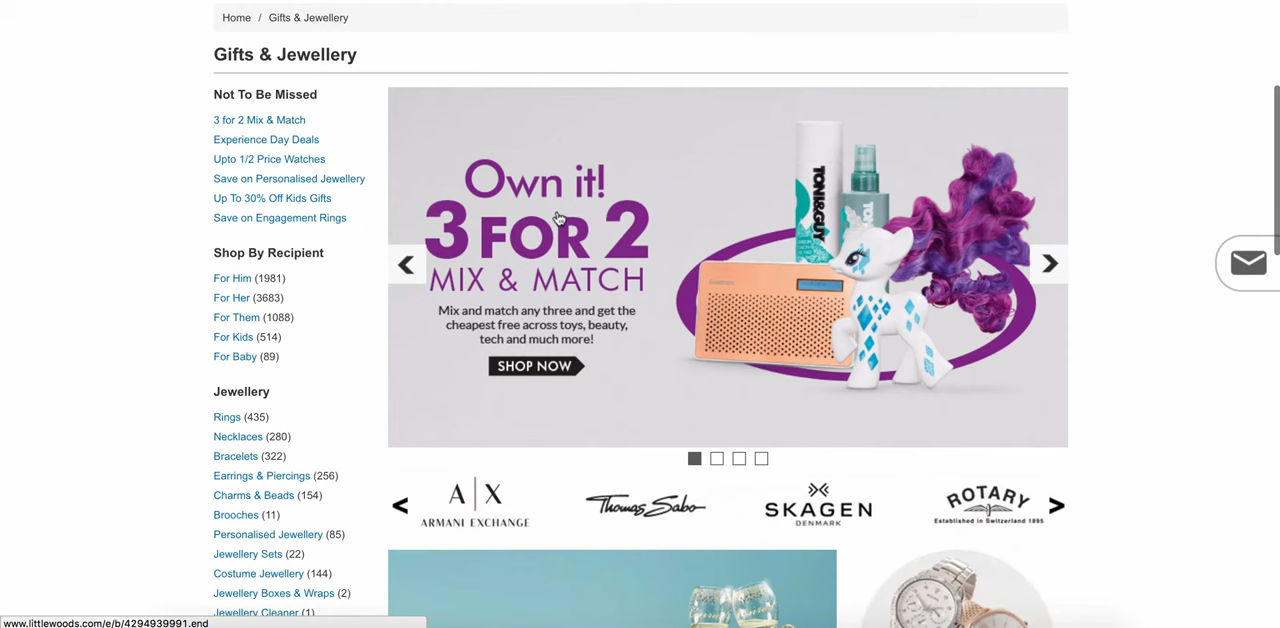 Home / Gifts & Jewellery
Gifts & Jewellery
Not To Be Missed
3 for 2 Mix & Match
Experience Day Deals
Upto 1/2 Price Watches
Save on Personalised Jewellery
Up To 30% Off Kids Gifts
Save on Engagement Rings
Shop By Recipient
For Him (1981)
For Her (3683)
For Them (1088)
For Kids (514)
For Baby (89)
Jewellery
Rings (435)
Necklaces (280)
Bracelets (322)
Earrings & Piercings (256)
Charms & Beads (154)
Brooches (11)
Personalised Jewellery (85)
Jewellery Sets (22)
Costume Jewellery (144)
Jewellery Boxes & Wraps (2)
Jewellery Cleaner (1)
Own it!
3 FOR 2
MIX & MATCH
Mix and match any three and get the
cheapest free across toys, beauty,
tech and much more!
SHOP NOW
TONI&GUY
TONI&GUY
A|X
ARMANI EXCHANGE
Thomas Sabo
SKAGEN
DENMARK
ROTARY
Established in Switzerland 1895
www.littlewoods.com/e/b/4294939991.end